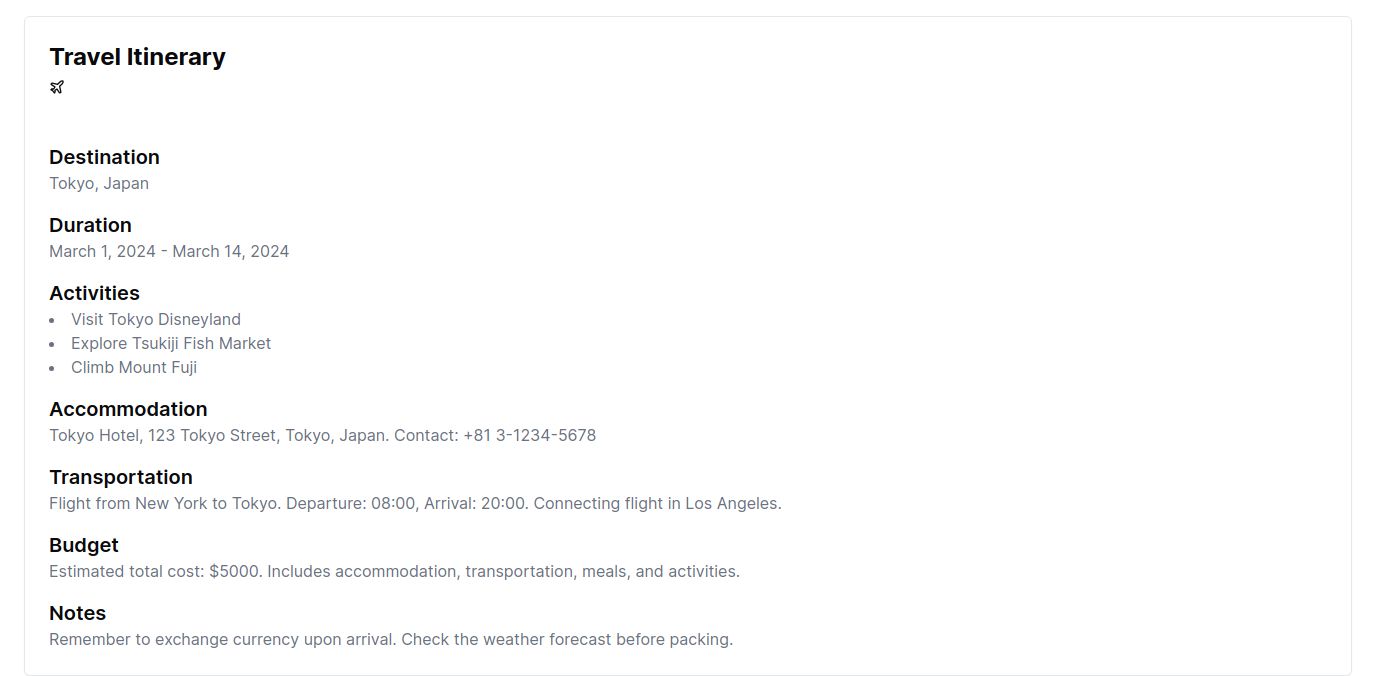 Travel Itinerary
Destination
Tokyo, Japan
Duration
March 1, 2024 - March 14, 2024
Activities
Visit Tokyo Disneyland
Explore Tsukiji Fish Market
Climb Mount Fuji
Accommodation
Tokyo Hotel, 123 Tokyo Street, Tokyo, Japan. Contact: +81 3-1234-5678
Transportation
Flight from New York to Tokyo. Departure: 08:00, Arrival: 20:00. Connecting flight in Los Angeles.
Budget
Estimated total cost: $5000. Includes accommodation, transportation, meals, and activities.
Notes
Remember to exchange currency upon arrival. Check the weather forecast before packing.